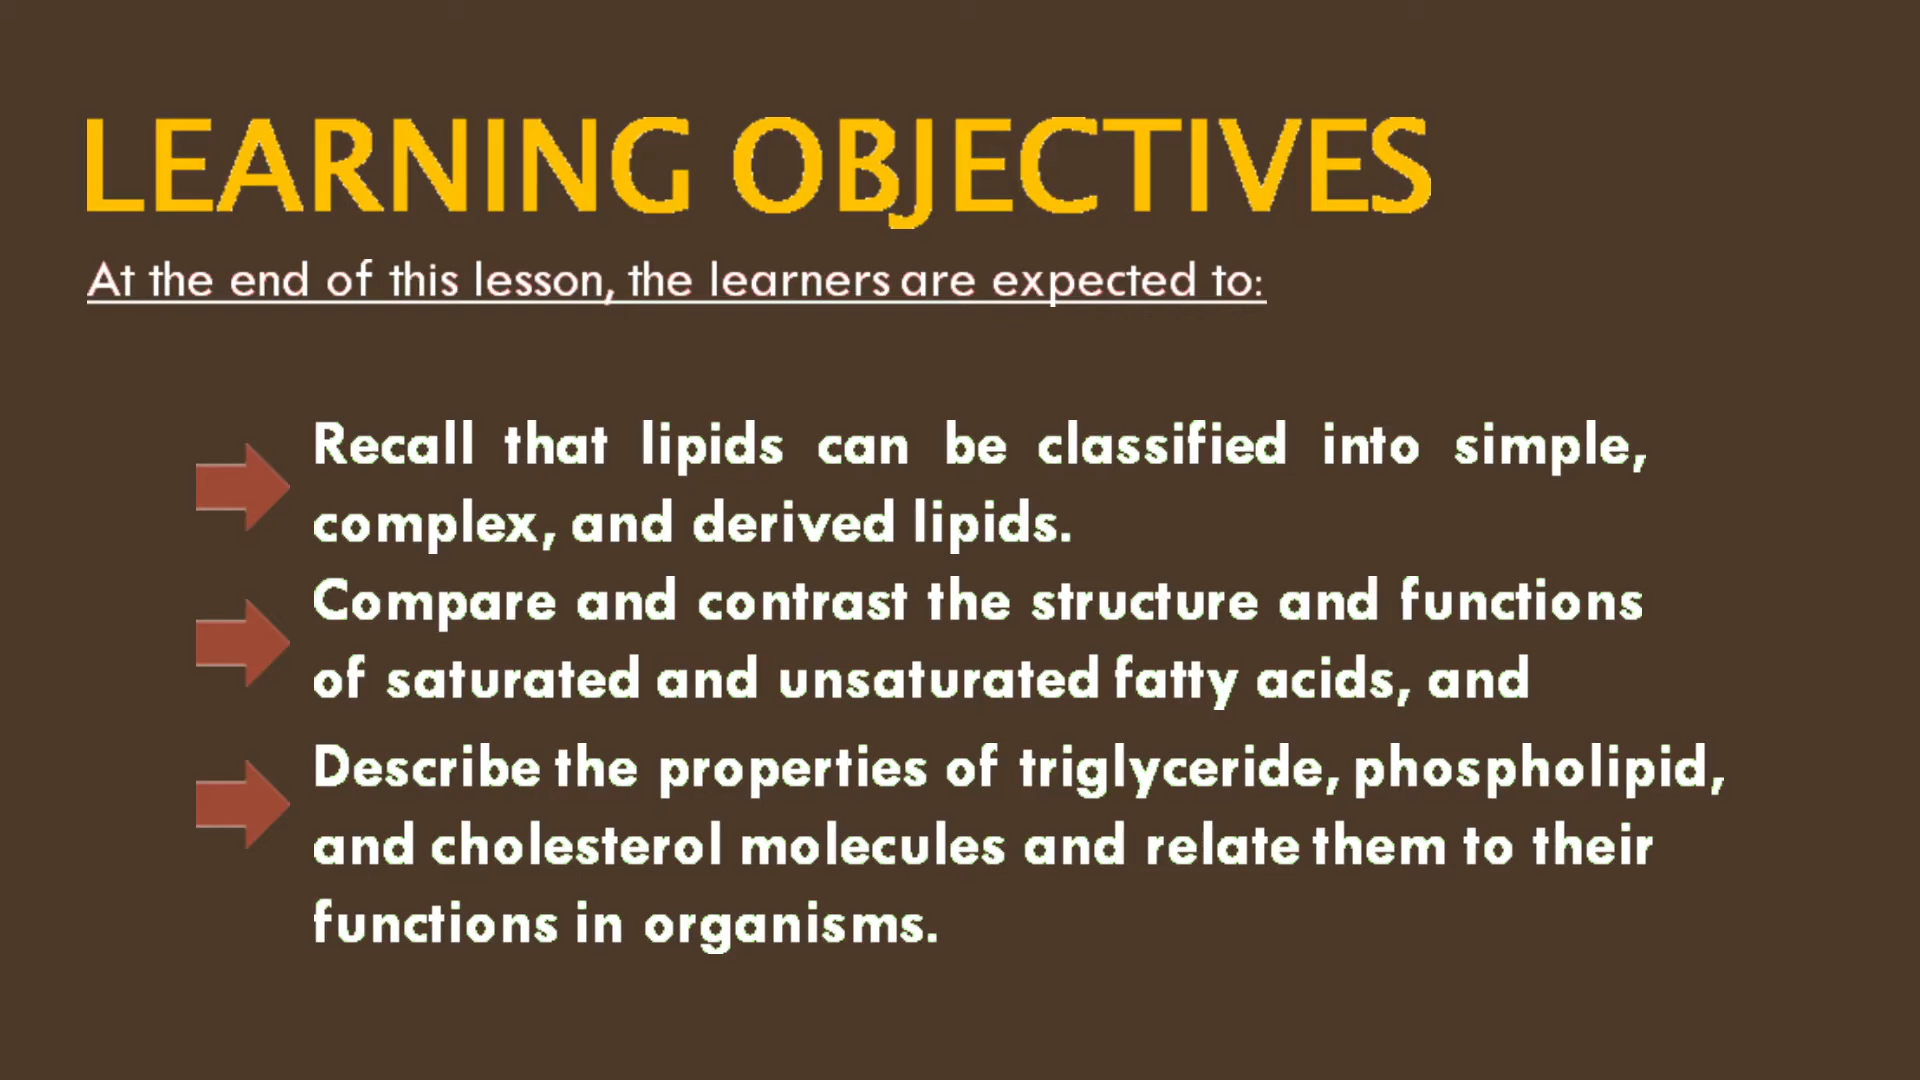 LEARNING OBJECTIVES
At the end of this lesson, the learners are expected to:
Recall that lipids can be classified into simple,
complex, and derived lipids.
Compare and contrast the structure and functions
of saturated and unsaturated fatty acids, and
Describe the properties of triglyceride, phospholipid,
and cholesterol molecules and relate them to their
functions in organisms.